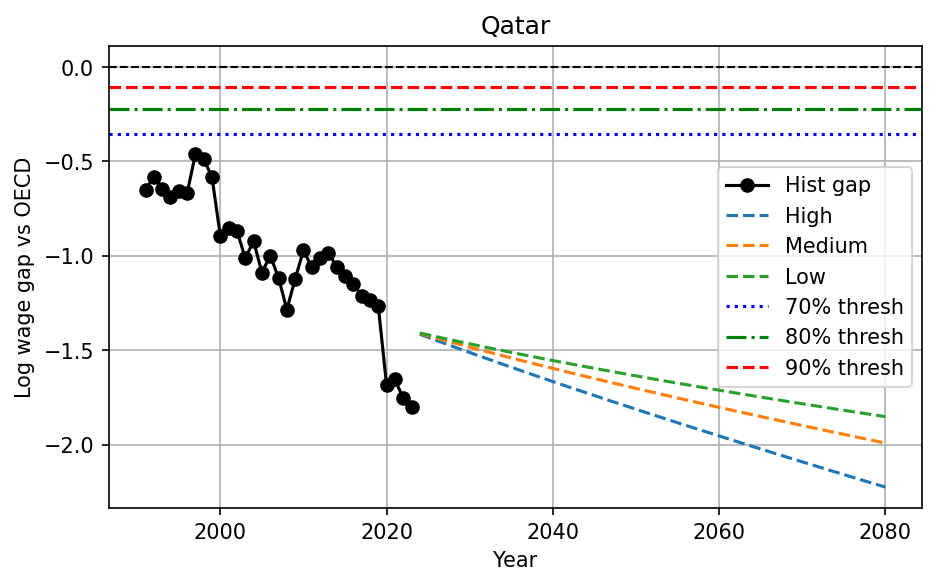 Qatar
Log wage gap vs OECD
0.0
−0.5
−1.0
−1.5
−2.0
Hist gap
High
Medium
Low
70% thresh
80% thresh
90% thresh
2000 2020 2040 2060 2080
Year